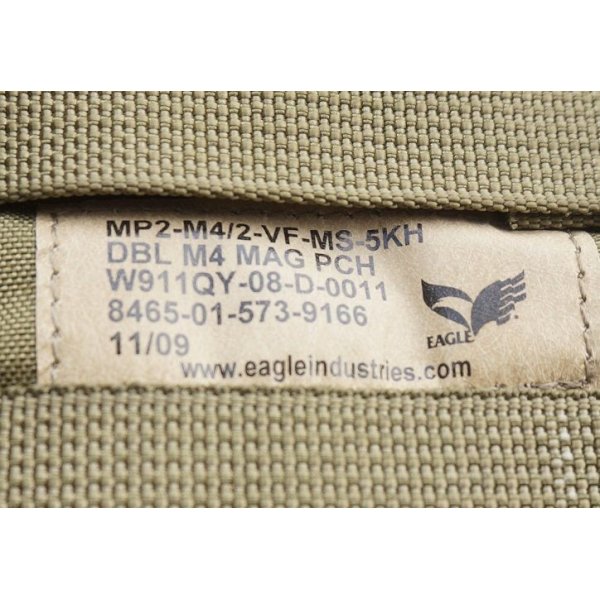 MP2-M4/2-VF-MS-5KH
DBL M4 MAG PCH
W911QY-08-D-0011
8465-01-573-9166
11/09
EAGLE
www.eagleindustries.com